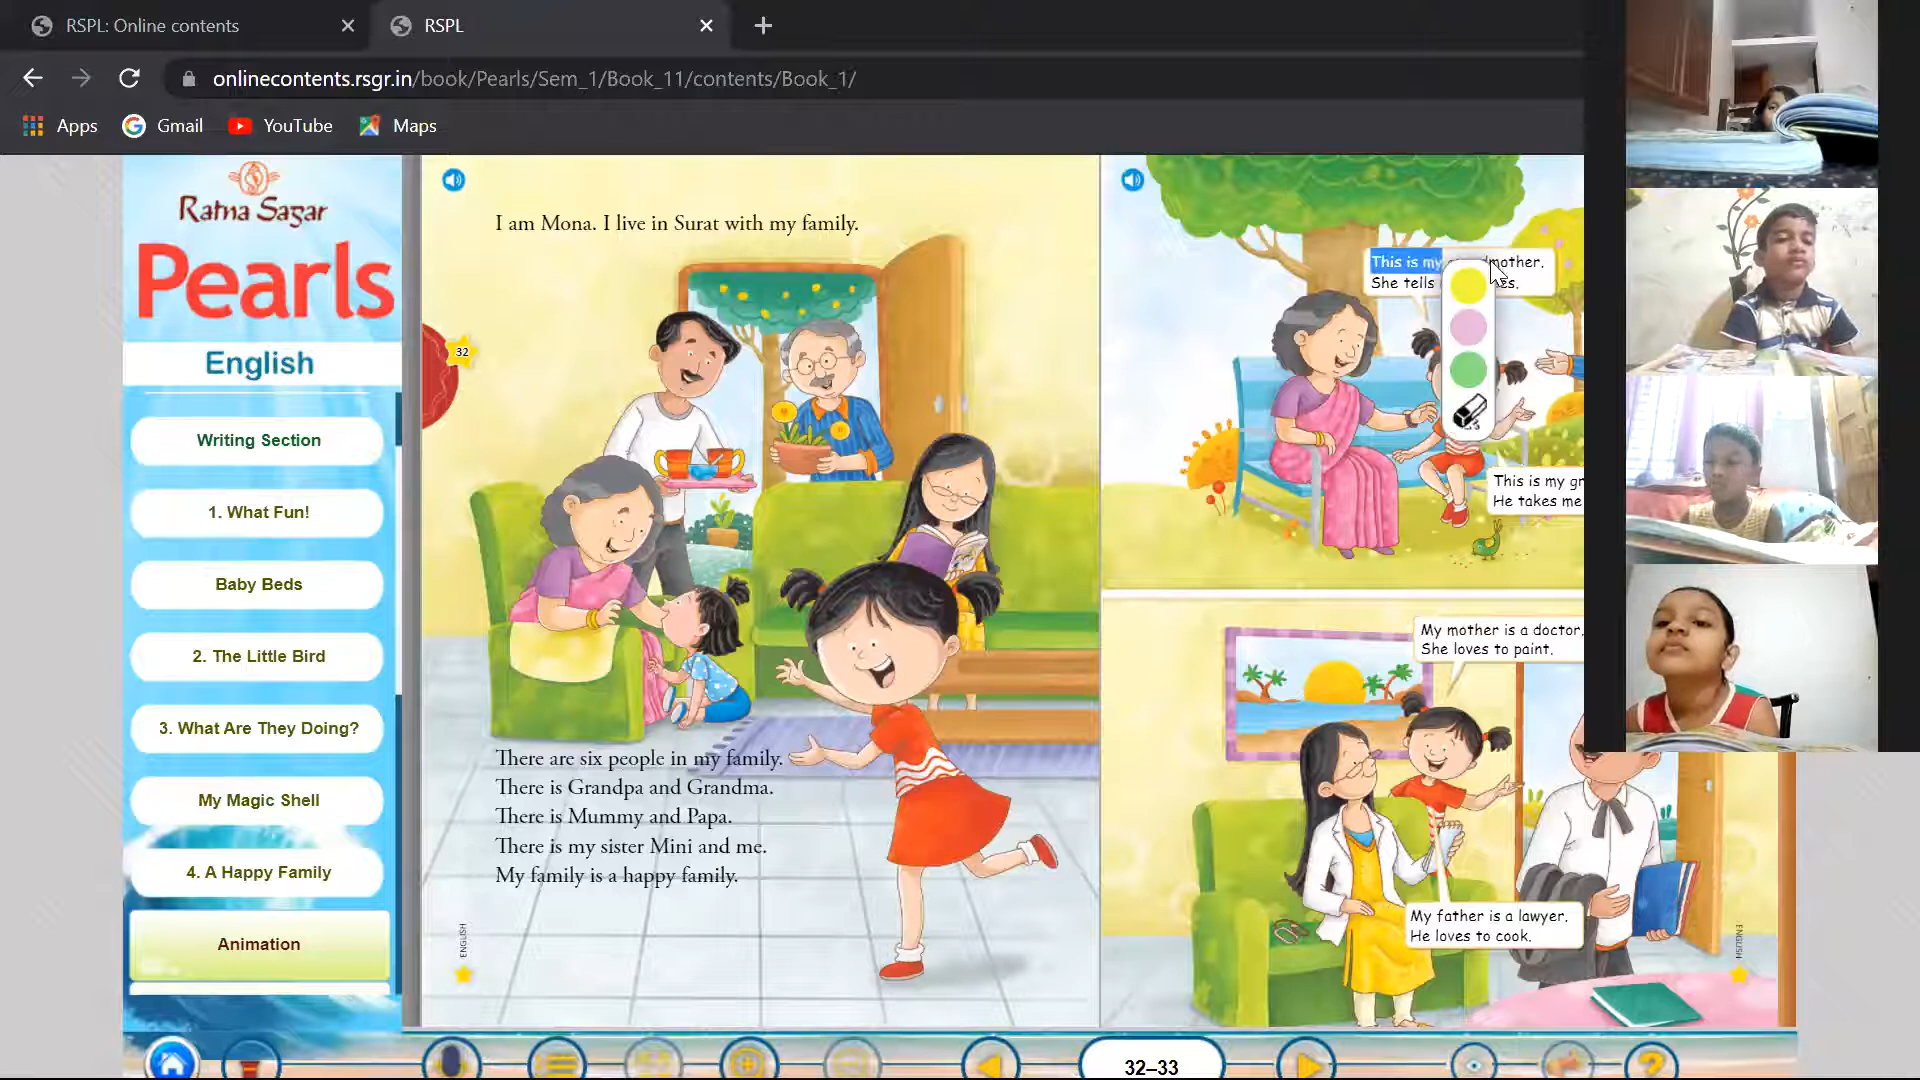 RSPL: Online contents
RSPL
onlinecontents.rsgr.in/book/Pearls/Sem_1/Book_11/contents/Book_1/
Apps
Gmail
YouTube
Maps
Ratna Sagar
Pearls
English
Writing Section
1. What Fun!
Baby Beds
2. The Little Bird
3. What Are They Doing?
My Magic Shell
4. A Happy Family
Animation
I am Mona. I live in Surat with my family.
32
There are six people in my family.
There is Grandpa and Grandma.
There is Mummy and Papa.
There is my sister Mini and me.
My family is a happy family.
ENGLISH
This is my grandmother.
She tells
This is my
He takes me
My mother is a doctor.
She loves to paint.
My father is a lawyer.
He loves to cook.
ENGLISH
32–33
?